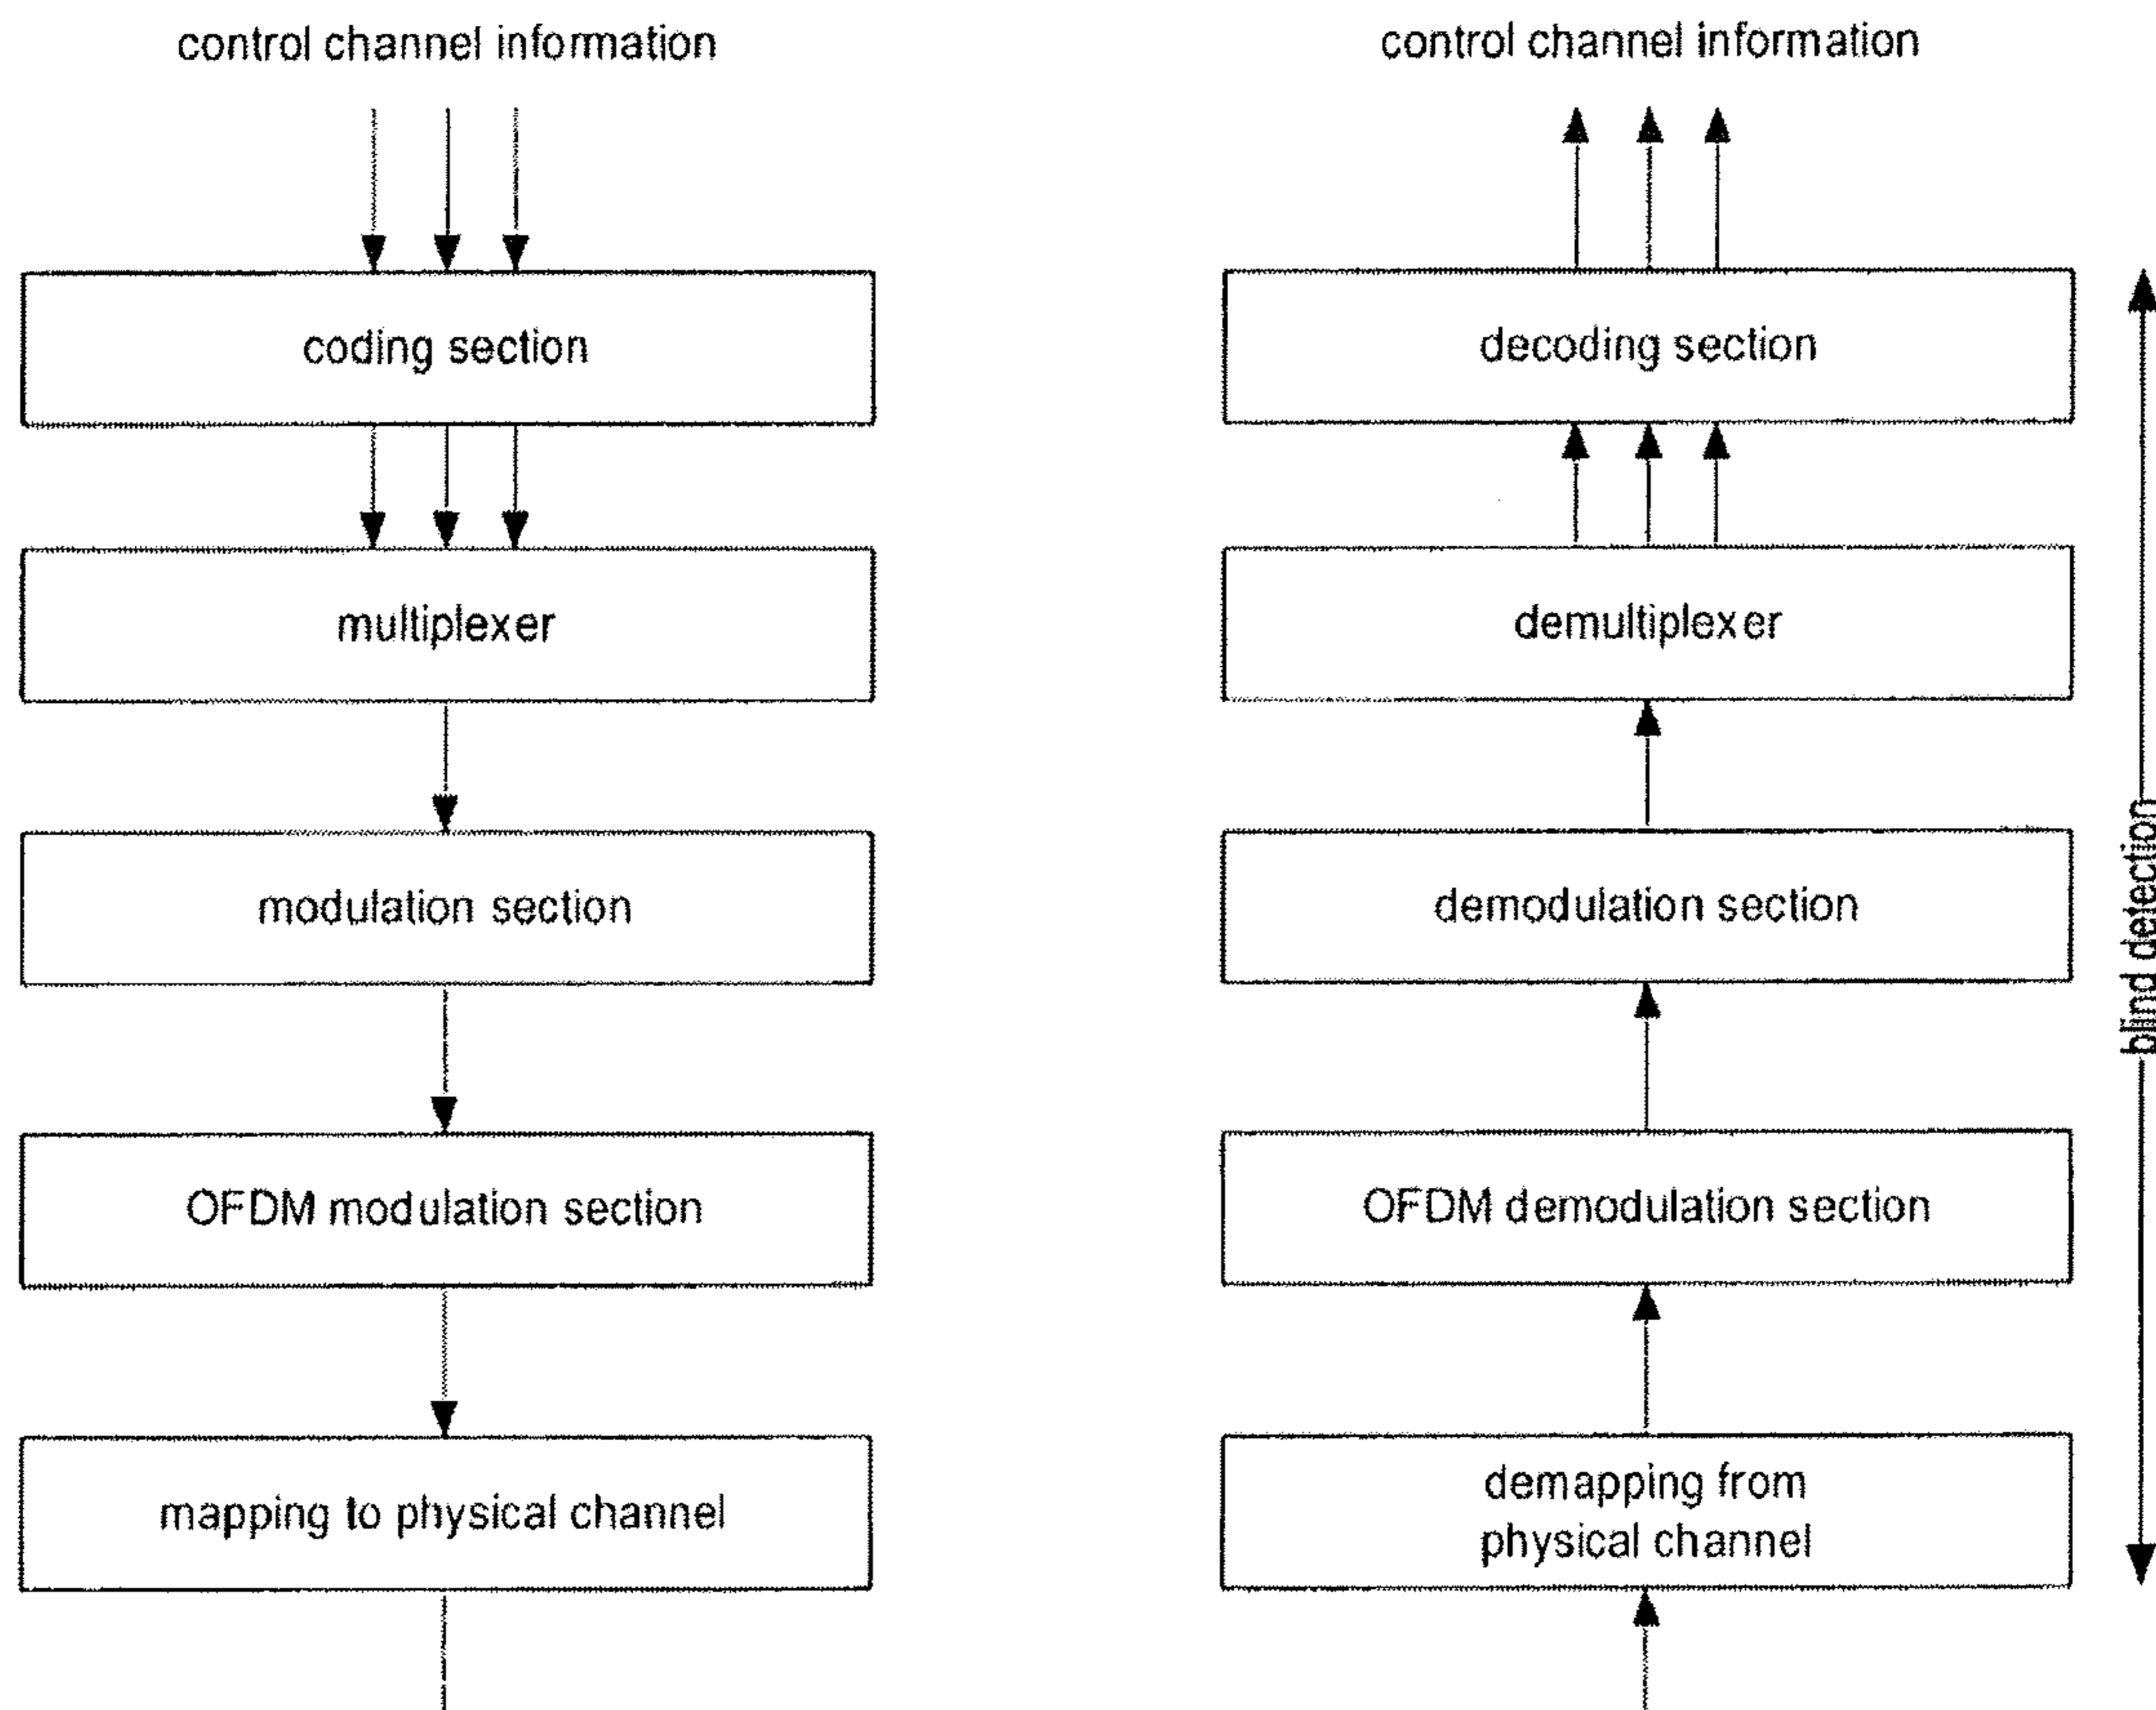 control channel information
coding section
multiplexer
modulation section
OFDM modulation section
mapping to physical channel
control channel information
decoding section
demultiplexer
demodulation section
OFDM demodulation section
demapping from
physical channel
blind detection